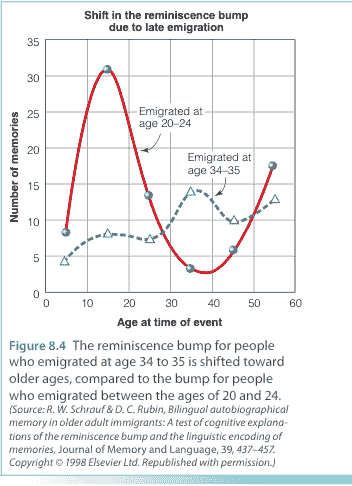 Shift in the reminiscence bump
due to late emigration
35
30
25
20
15
10
5
0
Number of memories
Emigrated at
age 20–24
Emigrated at
age 34–35
0 10 20 30 40 50 60
Age at time of event
Figure 8.4 The reminiscence bump for people
who emigrated at age 34 to 35 is shifted toward
older ages, compared to the bump for people
who emigrated between the ages of 20 and 24.
(Source: R. W. Schrauf & D. C. Rubin, Bilingual autobiographical
memory in older adult immigrants: A test of cognitive explana-
tions of the reminiscence bump and the linguistic encoding of
memories, Journal of Memory and Language, 39, 437–457.
Copyright © 1998 Elsevier Ltd. Republished with permission.)